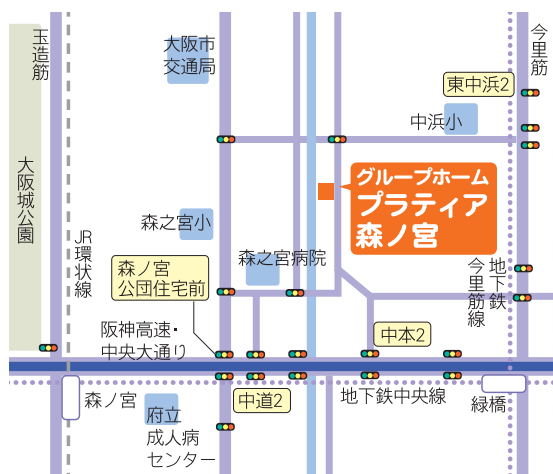 玉造筋
大阪市
交通局
今里筋
東中浜2
中浜小
大阪城公園
グループホーム
プラティア
森ノ宮
森之宮小
JR環状線
森之宮病院
森ノ宮
公団住宅前
地下鉄
今里筋線
阪神高速・
中央大通り
中本2
森ノ宮
中道2
地下鉄中央線
緑橋
府立
成人病
センター